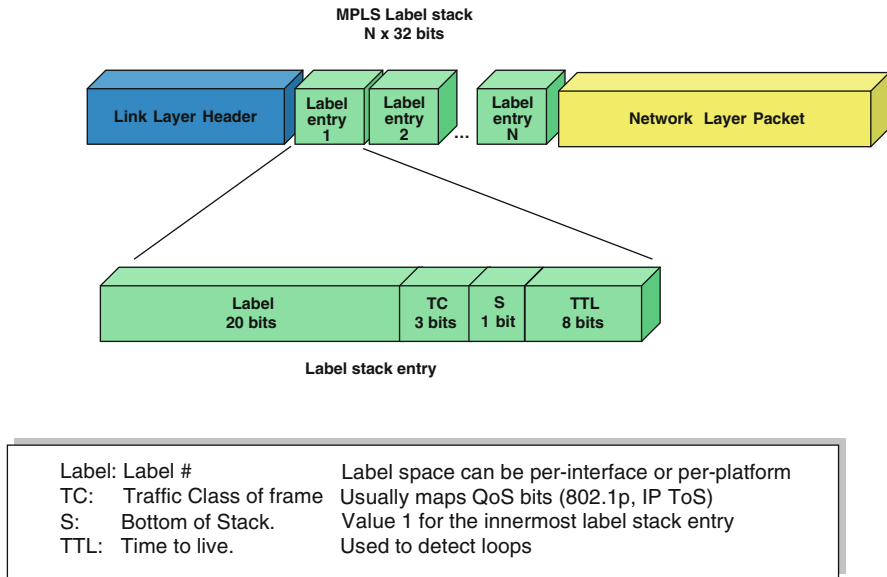 MPLS Label stack
N x 32 bits
Link Layer Header
Label
entry
1
Label
entry
2
...
Label
entry
N
Network Layer Packet
Label
20 bits
TC
3 bits
S
1 bit
TTL
8 bits
Label stack entry
Label: Label # Label space can be per-interface or per-platform
TC: Traffic Class of frame Usually maps QoS bits (802.1p, IP ToS)
S: Bottom of Stack. Value 1 for the innermost label stack entry
TTL: Time to live. Used to detect loops